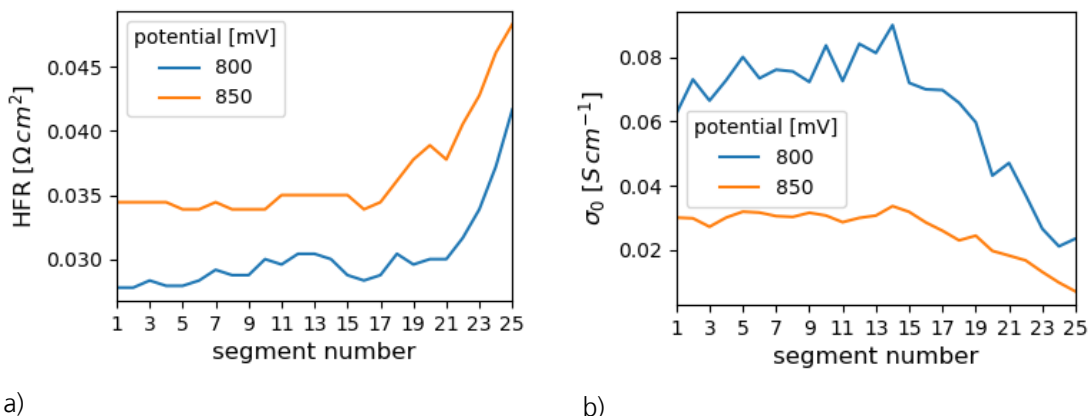 potential [mV]
800
850
0.045
0.040
0.035
0.030
HFR [Ω cm²]
1 3 5 7 9 11 13 15 17 19 21 23 25
segment number
a)
0.08
0.06
0.04
0.02
σ₀ [S cm⁻¹]
potential [mV]
800
850
1 3 5 7 9 11 13 15 17 19 21 23 25
segment number
b)